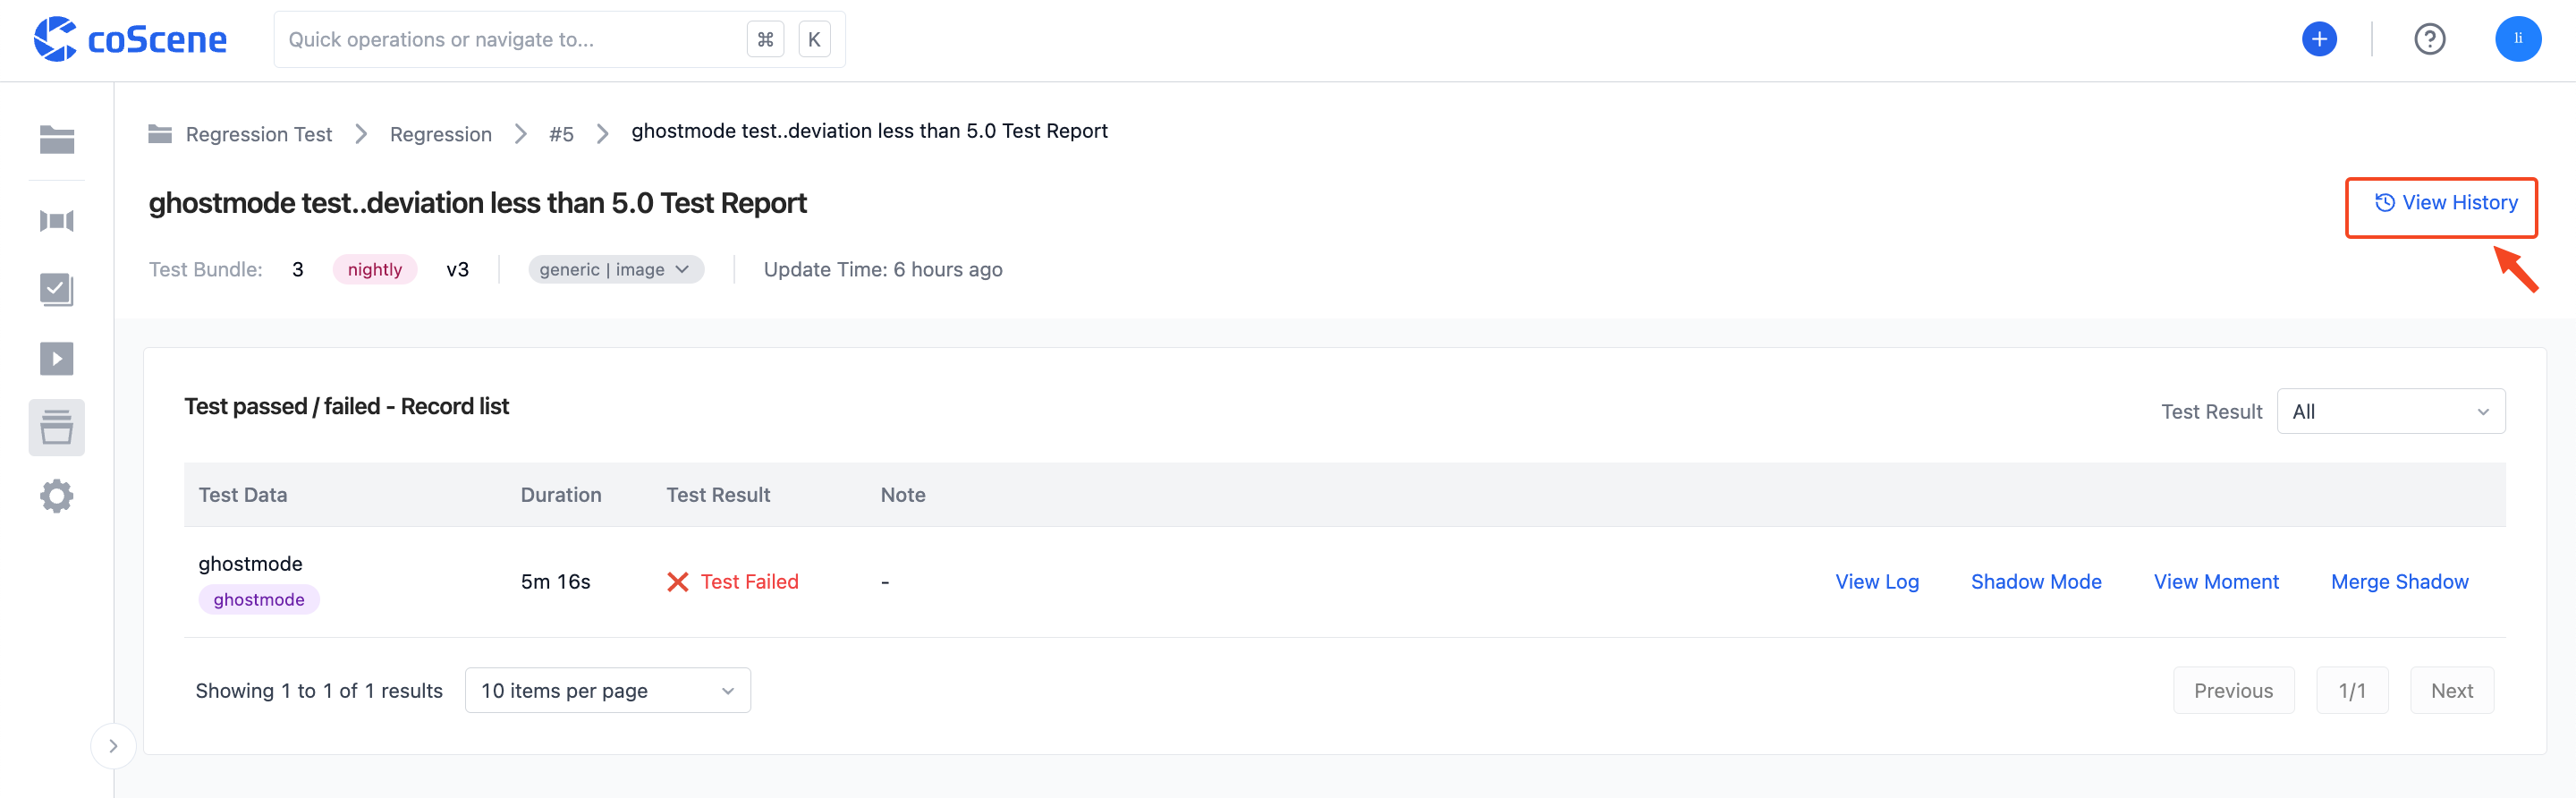 coScene
Quick operations or navigate to...
⌘
K
li
Regression Test
Regression
#5
ghostmode test..deviation less than 5.0 Test Report
ghostmode test..deviation less than 5.0 Test Report
View History
Test Bundle: 3 nightly v3
generic | image
Update Time: 6 hours ago
Test passed / failed - Record list
Test Result All
Test Data Duration Test Result Note
ghostmode
ghostmode
5m 16s
Test Failed
-
View Log Shadow Mode View Moment Merge Shadow
Showing 1 to 1 of 1 results
10 items per page
Previous 1/1 Next